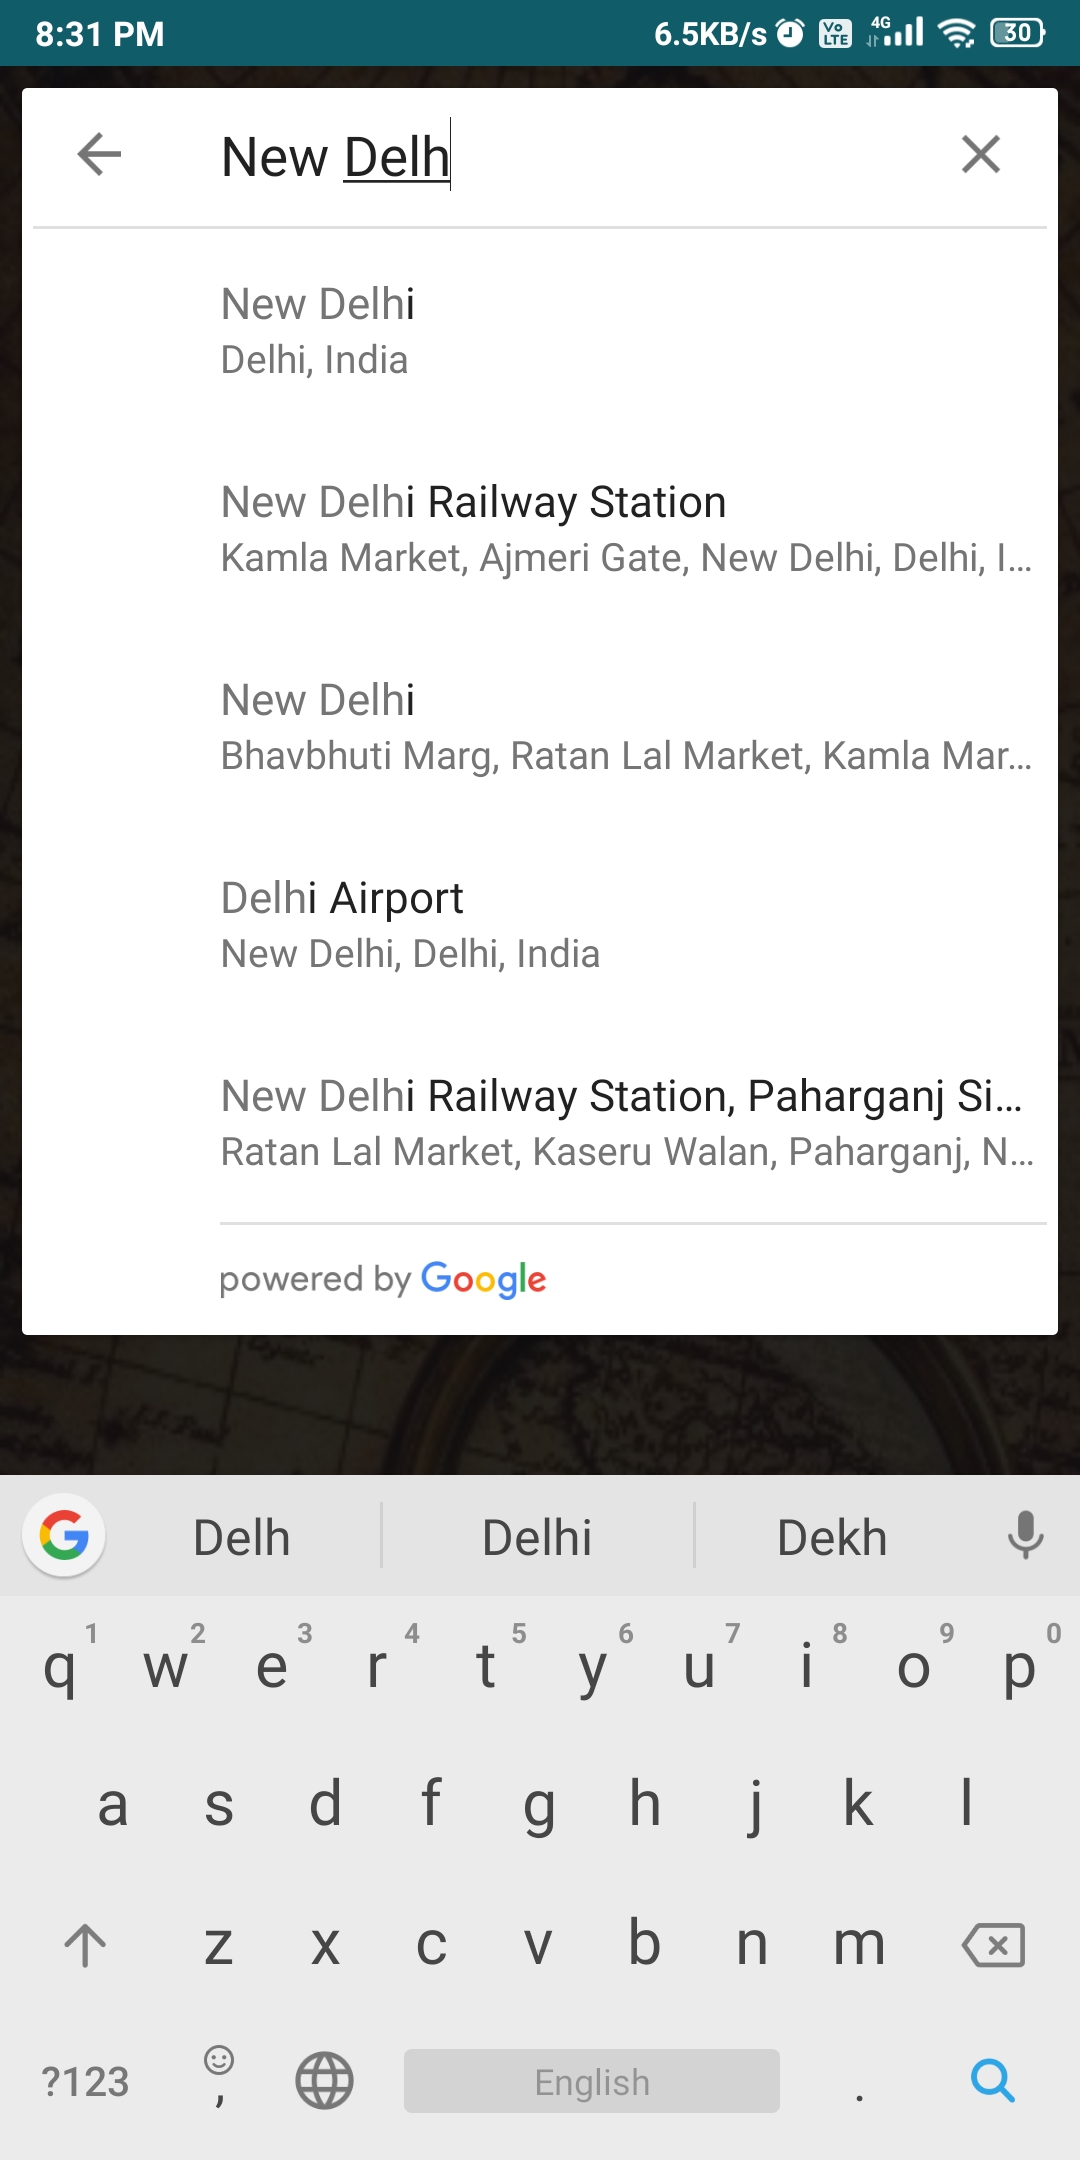 8:31 PM 6.5KB/s Vo LTE 4G 30
New Delh
New Delhi
Delhi, India
New Delhi Railway Station
Kamla Market, Ajmeri Gate, New Delhi, Delhi, I...
New Delhi
Bhavbhuti Marg, Ratan Lal Market, Kamla Mar...
Delhi Airport
New Delhi, Delhi, India
New Delhi Railway Station, Paharganj Si...
Ratan Lal Market, Kaseru Walan, Paharganj, N...
powered by Google
G Delh Delhi Dekh
1 2 3 4 5 6 7 8 9 0
q w e r t y u i o p
a s d f g h j k l
z x c v b n m
?123 , English .